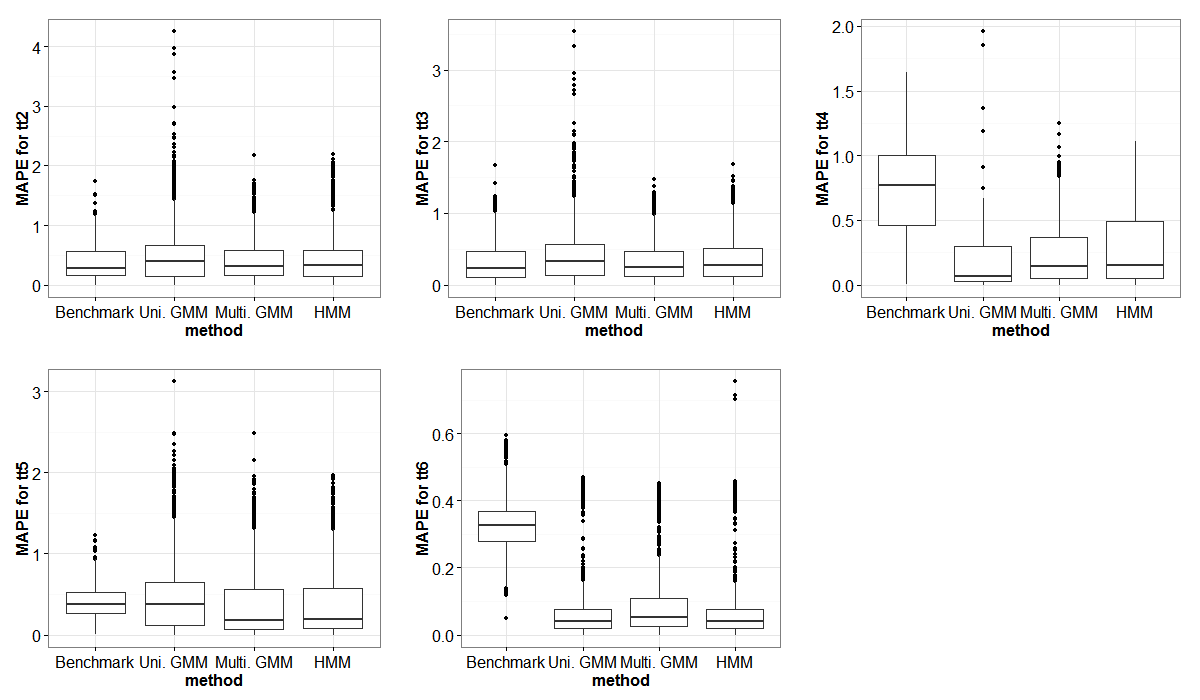 MAPE for tt2
4
3
2
1
0
Benchmark Uni. GMM Multi. GMM HMM
method
MAPE for tt3
3
2
1
0
Benchmark Uni. GMM Multi. GMM HMM
method
MAPE for tt4
2.0
1.5
1.0
0.5
0.0
Benchmark Uni. GMM Multi. GMM HMM
method
MAPE for tt5
3
2
1
0
Benchmark Uni. GMM Multi. GMM HMM
method
MAPE for tt6
0.6
0.4
0.2
0.0
Benchmark Uni. GMM Multi. GMM HMM
method